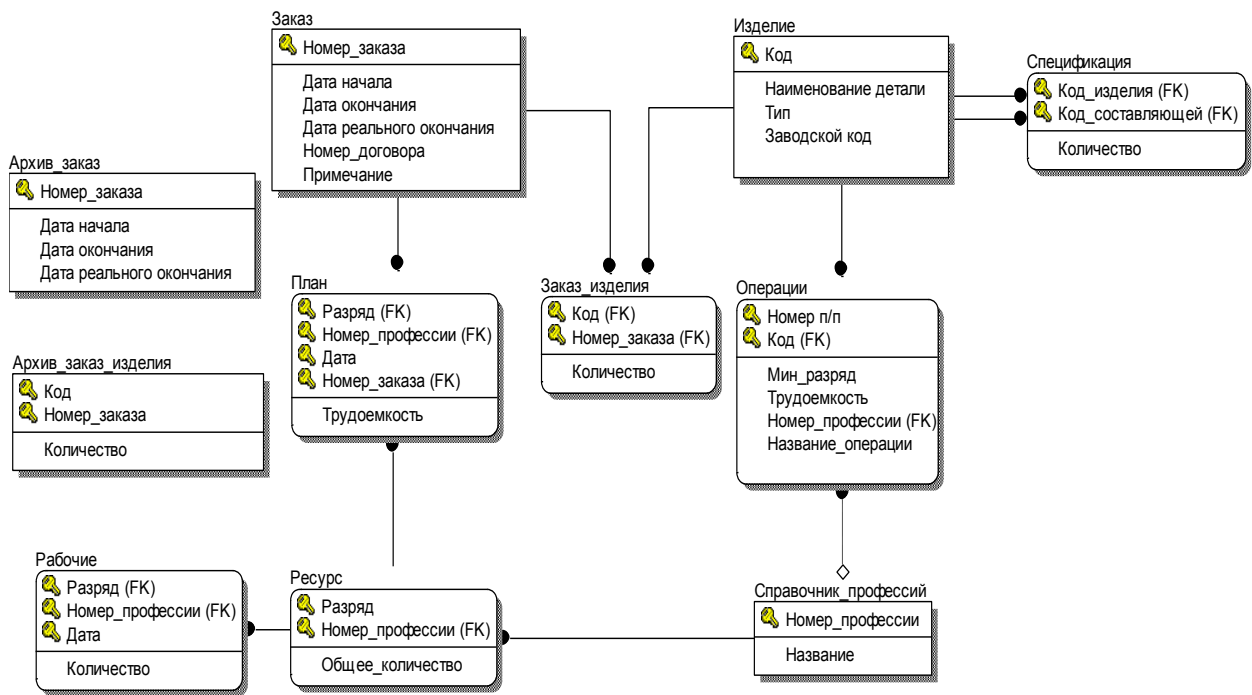 Заказ
Номер_заказа
Дата начала
Дата окончания
Дата реального окончания
Номер_договора
Примечание
Изделие
Код
Наименование детали
Тип
Заводской код
Спецификация
Код_изделия (FK)
Код_составляющей (FK)
Количество
Архив_заказ
Номер_заказа
Дата начала
Дата окончания
Дата реального окончания
План
Разряд (FK)
Номер_профессии (FK)
Дата
Номер_заказа (FK)
Трудоемкость
Заказ_изделия
Код (FK)
Номер_заказа (FK)
Количество
Операции
Номер п/п
Код (FK)
Мин_разряд
Трудоемкость
Номер_профессии (FK)
Название_операции
Архив_заказ_изделия
Код
Номер_заказа
Количество
Рабочие
Разряд (FK)
Номер_профессии (FK)
Дата
Количество
Ресурс
Разряд
Номер_профессии (FK)
Общее_количество
Справочник_профессий
Номер_профессии
Название